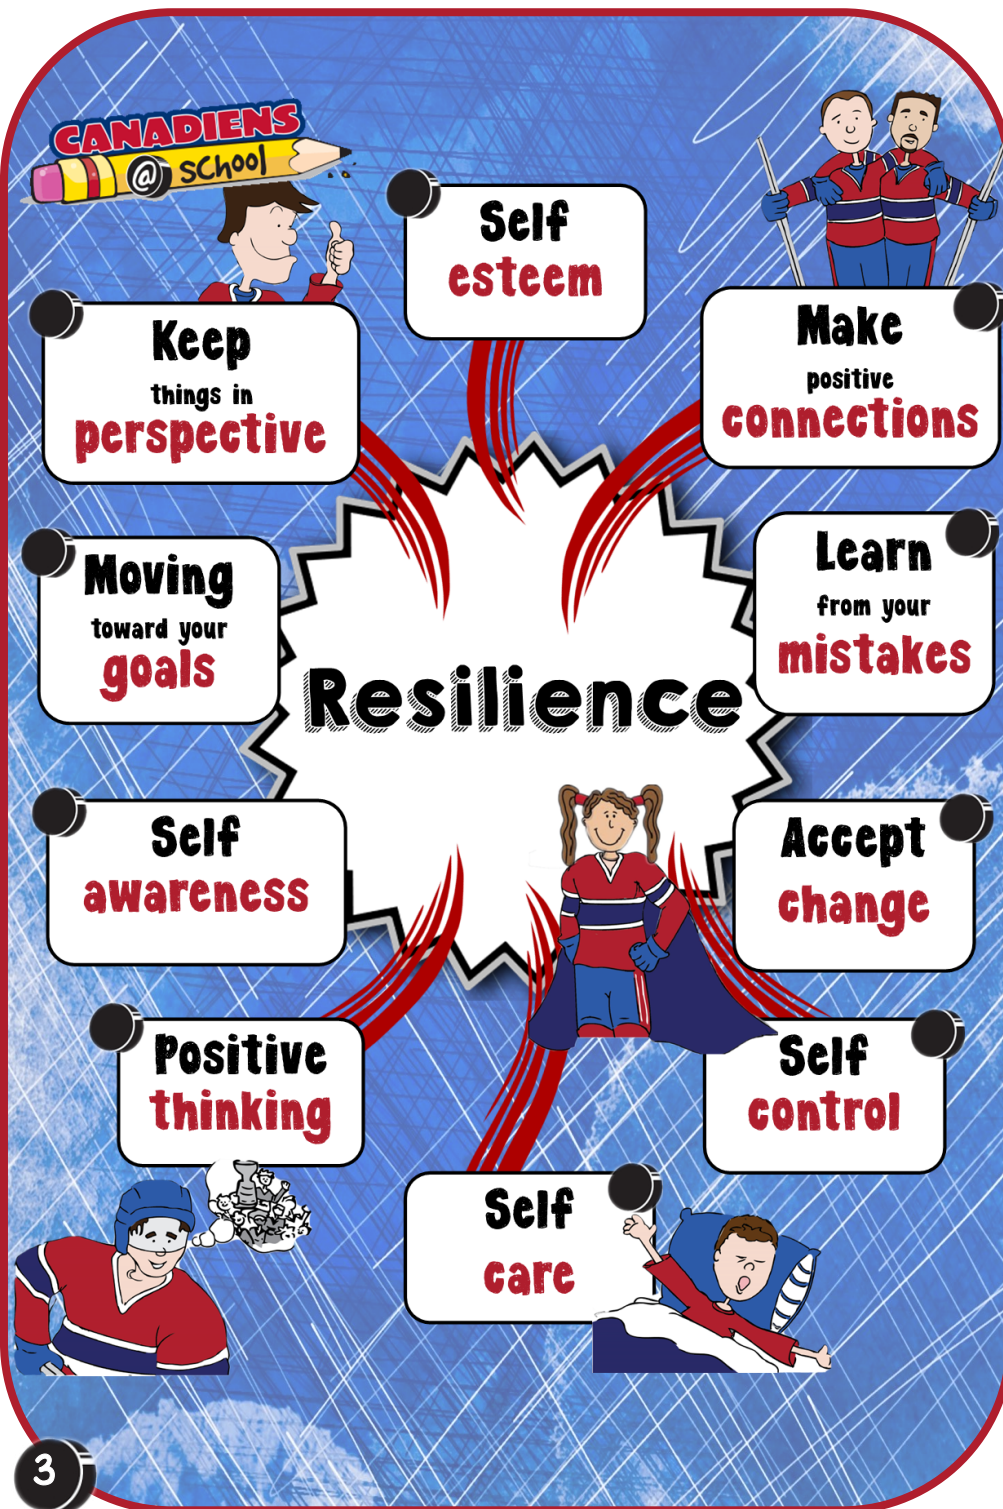 CANADIENS
@ SCHOOL
Self
esteem
Keep
things in
perspective
Make
positive
connections
Moving
toward your
goals
Learn
from your
mistakes
Resilience
Self
awareness
Accept
change
Positive
thinking
Self
control
Self
care
3